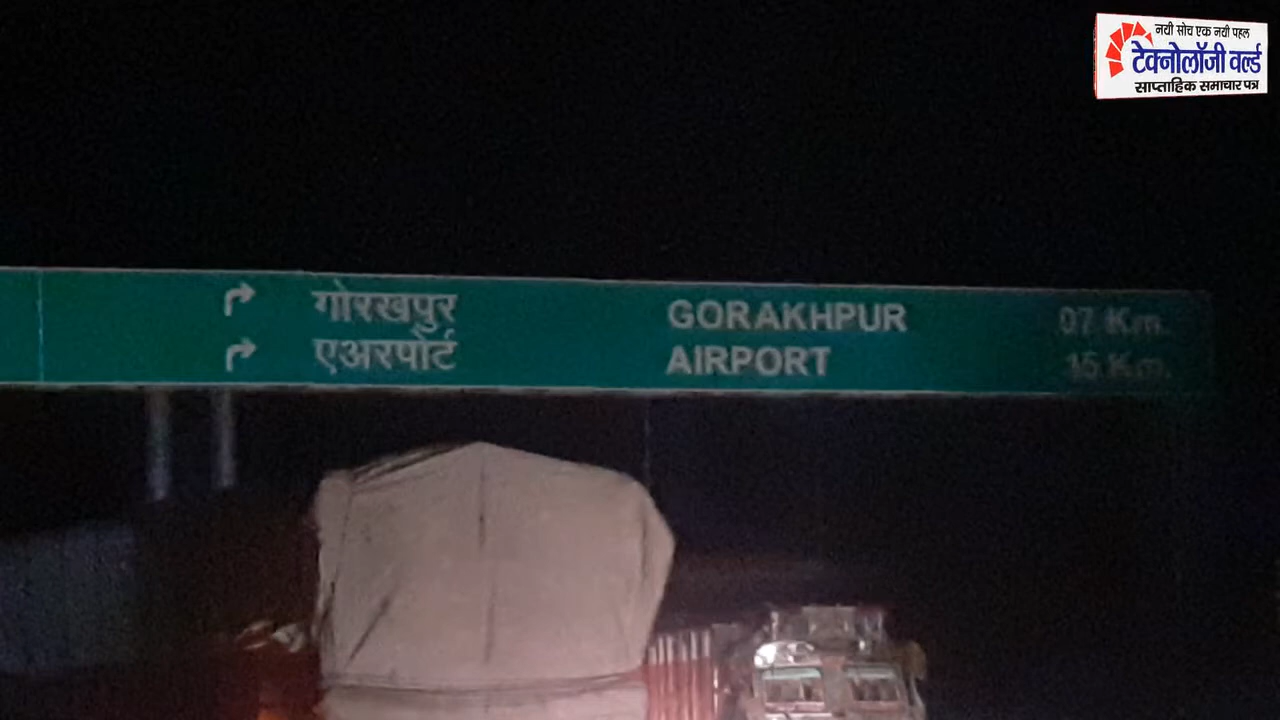 नयी सोच एक नयी पहल
टेक्नोलॉजी वर्ल्ड
साप्ताहिक समाचार पत्र
गोरखपुर GORAKHPUR 07 Km.
एअरपोर्ट AIRPORT 15 Km.